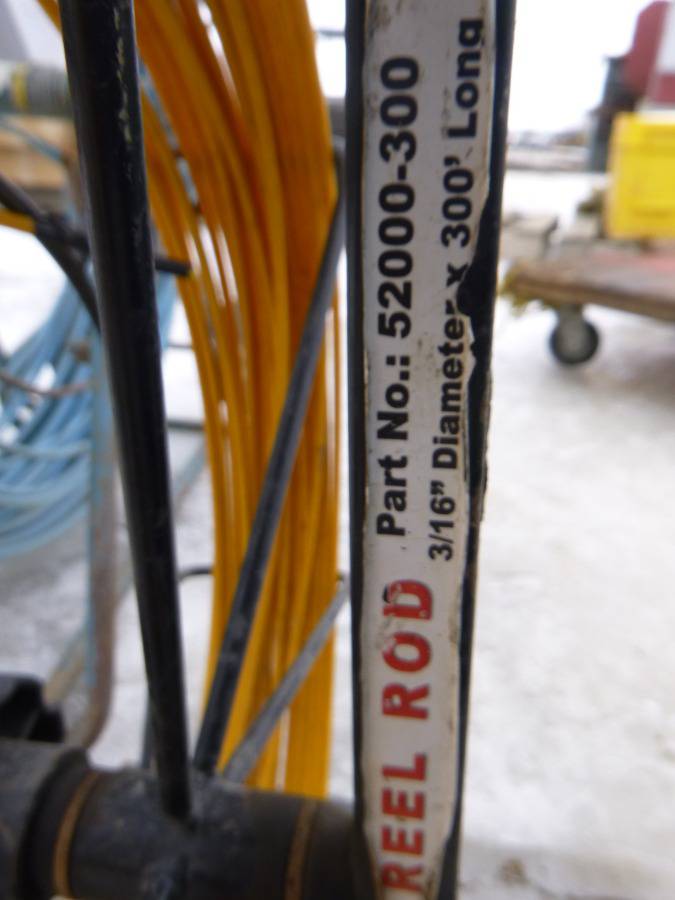 REEL ROD
Part No.: 52000-300
3/16” Diameter x 300’ Long